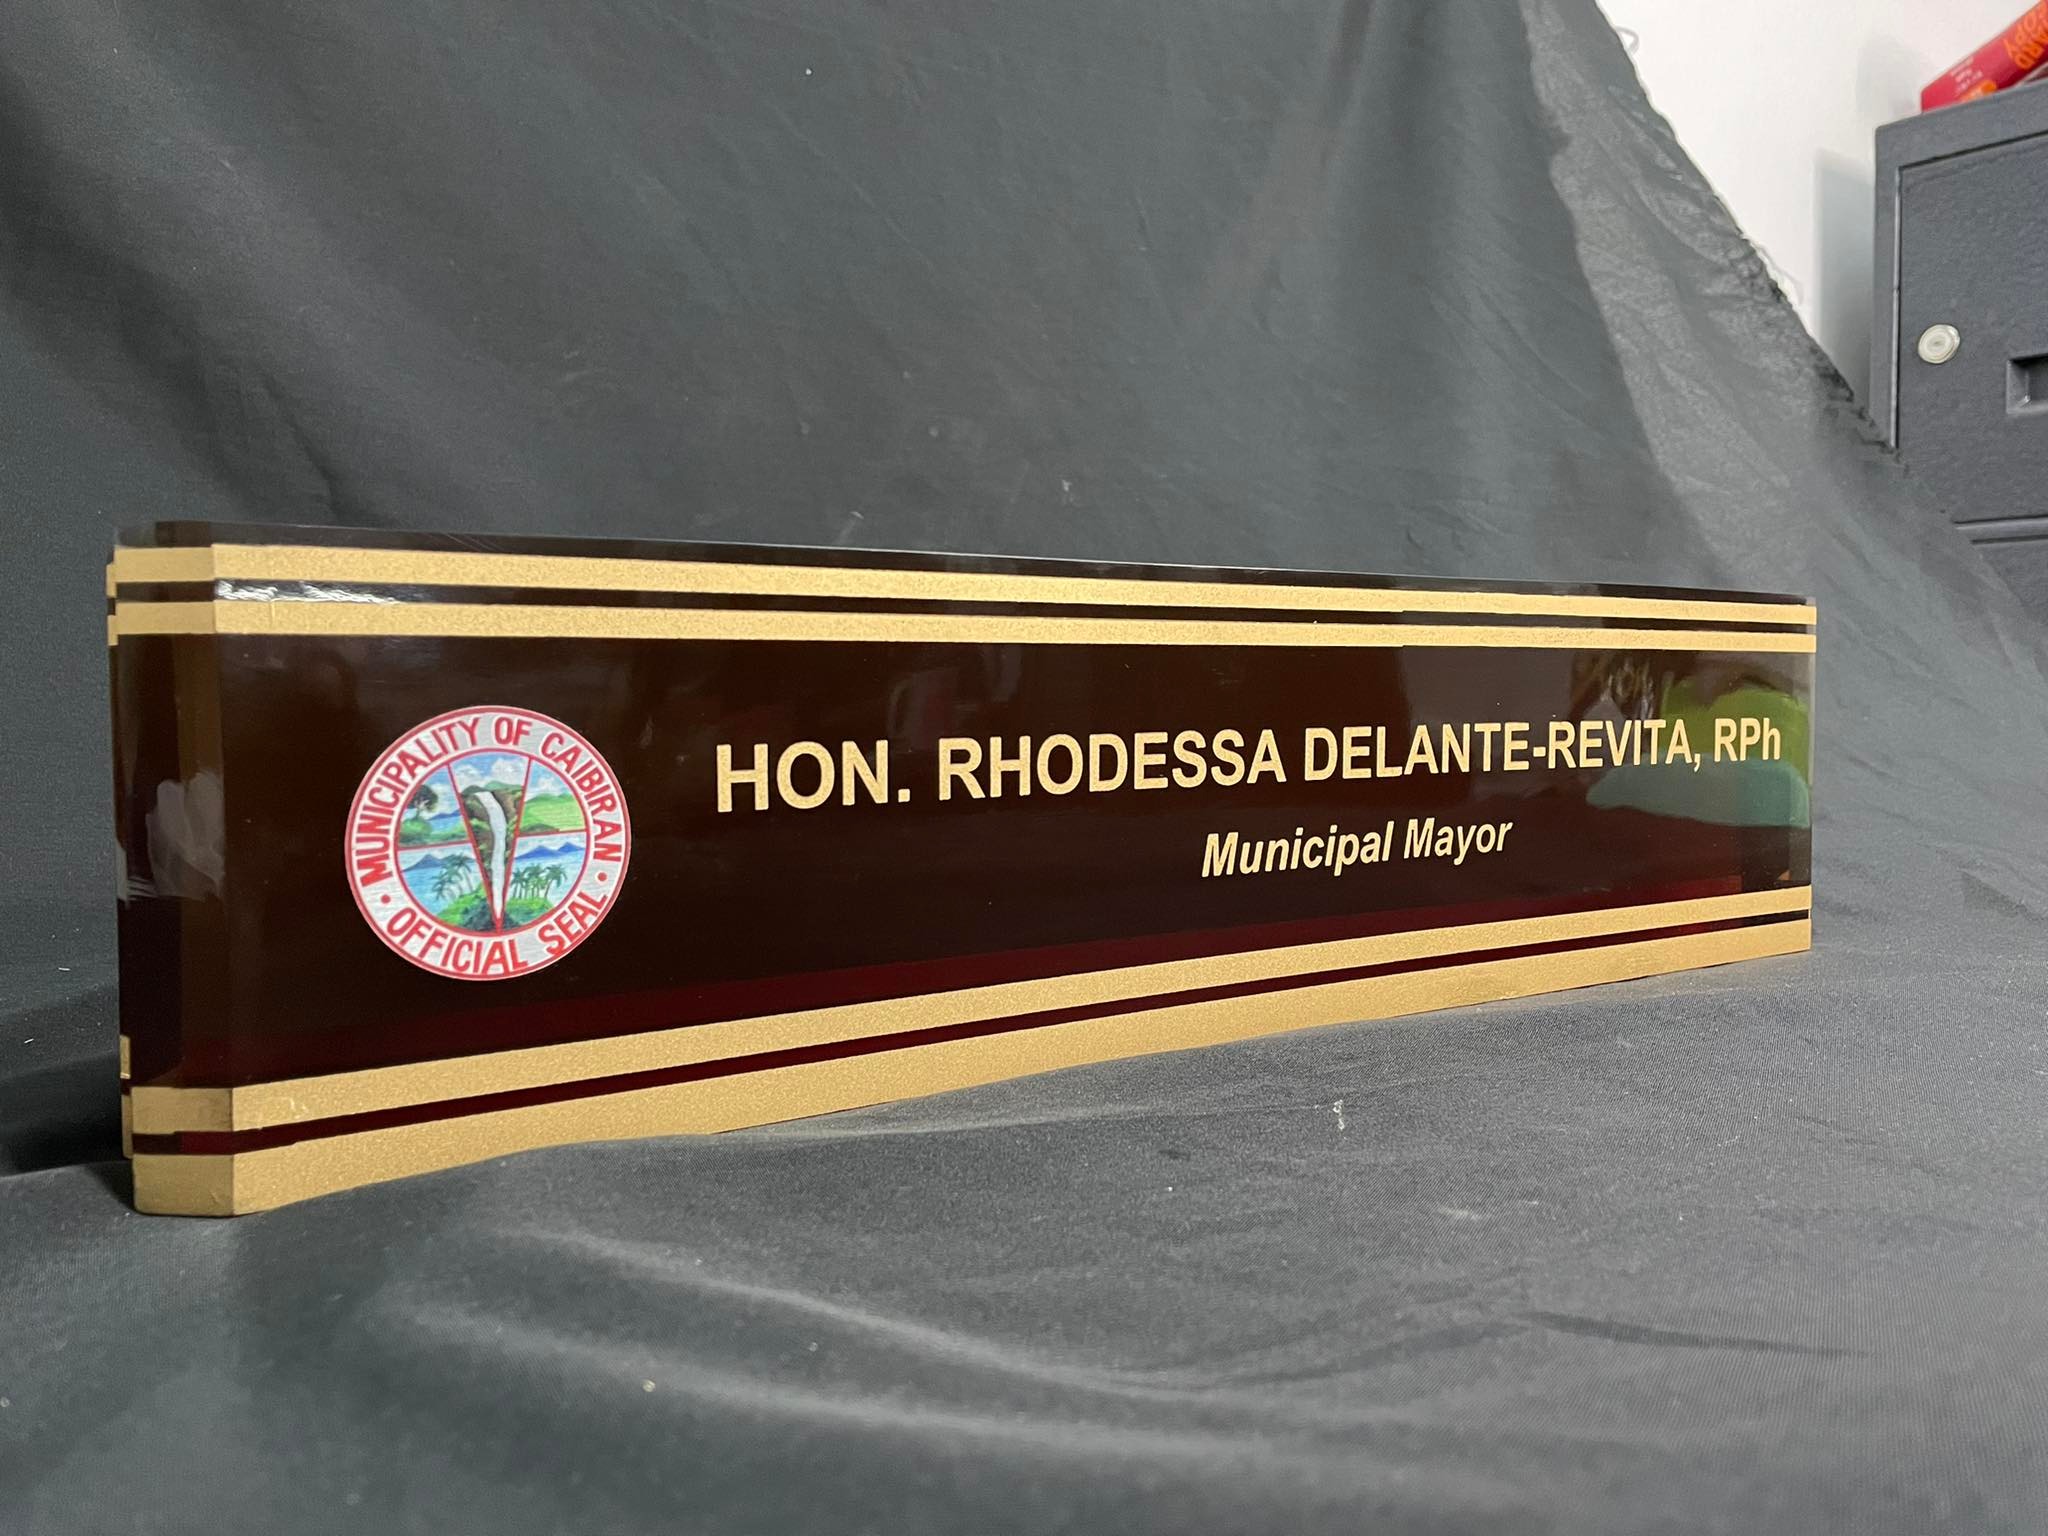 MUNICIPALITY OF CAIBIRAN
• OFFICIAL SEAL •
HON. RHODESSA DELANTE-REVITA, RPh
Municipal Mayor